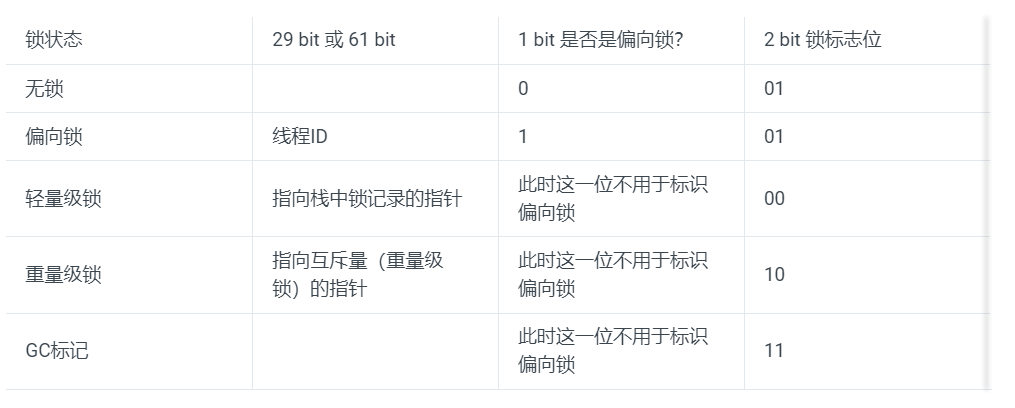 锁状态 29 bit 或 61 bit 1 bit 是否是偏向锁? 2 bit 锁标志位
无锁 0 01
偏向锁 线程ID 1 01
轻量级锁 指向栈中锁记录的指针 此时这一位不用于标识
偏向锁 00
重量级锁 指向互斥量（重量级
锁）的指针 此时这一位不用于标识
偏向锁 10
GC标记 此时这一位不用于标识
偏向锁 11